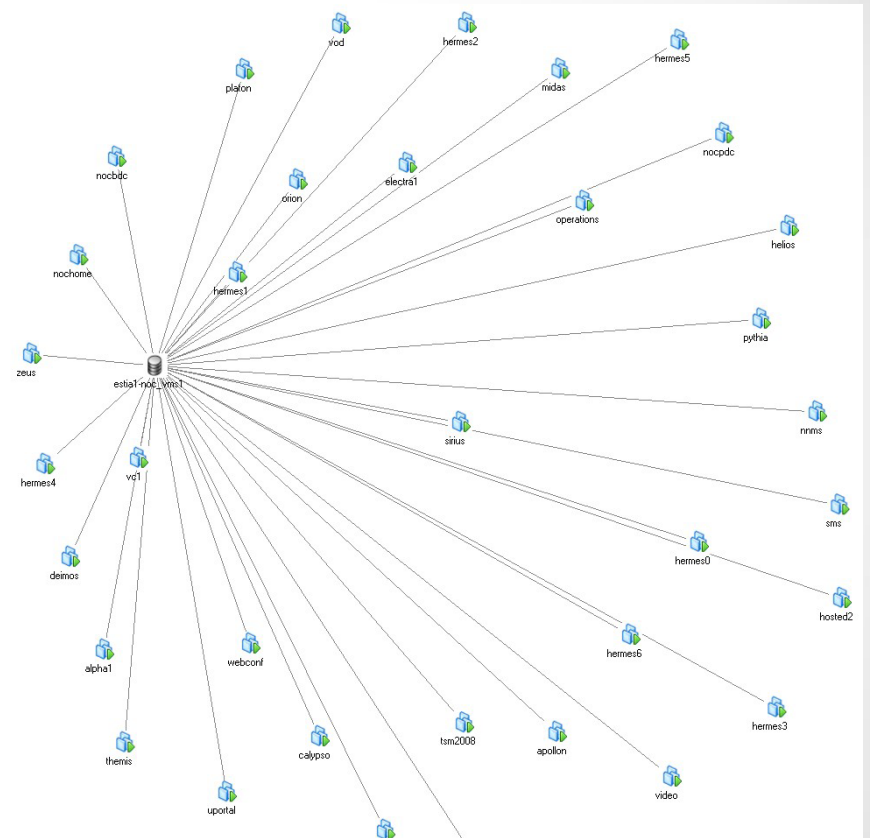 vod
hermes2
hermes5
platon
midas
nocpdc
nocbdc
electra1
orion
operations
helios
nochome
hermes1
pythia
zeus
estia1-noc_vms1
nnms
sirius
hermes4
vc1
sms
hermes0
deimos
hosted2
hermes6
webconf
alpha1
hermes3
tsm2008
apollon
calypso
themis
video
uportal